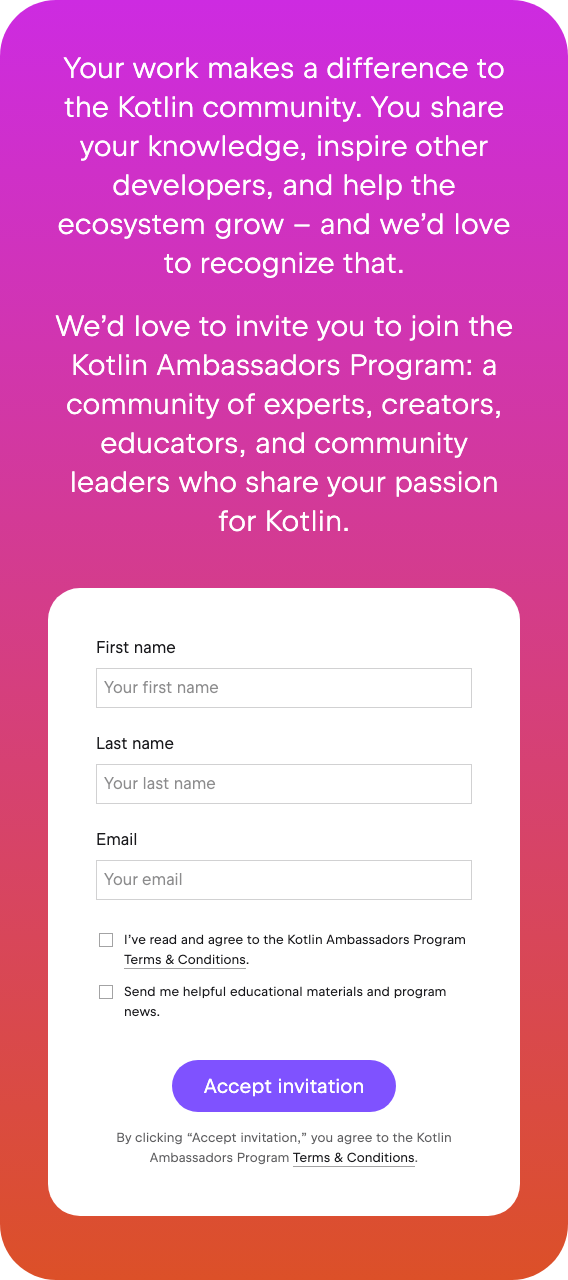 Your work makes a difference to
the Kotlin community. You share
your knowledge, inspire other
developers, and help the
ecosystem grow – and we’d love
to recognize that.
We’d love to invite you to join the
Kotlin Ambassadors Program: a
community of experts, creators,
educators, and community
leaders who share your passion
for Kotlin.
First name
Your first name
Last name
Your last name
Email
Your email
I’ve read and agree to the Kotlin Ambassadors Program
Terms & Conditions.
Send me helpful educational materials and program
news.
Accept invitation
By clicking “Accept invitation,” you agree to the Kotlin
Ambassadors Program Terms & Conditions.